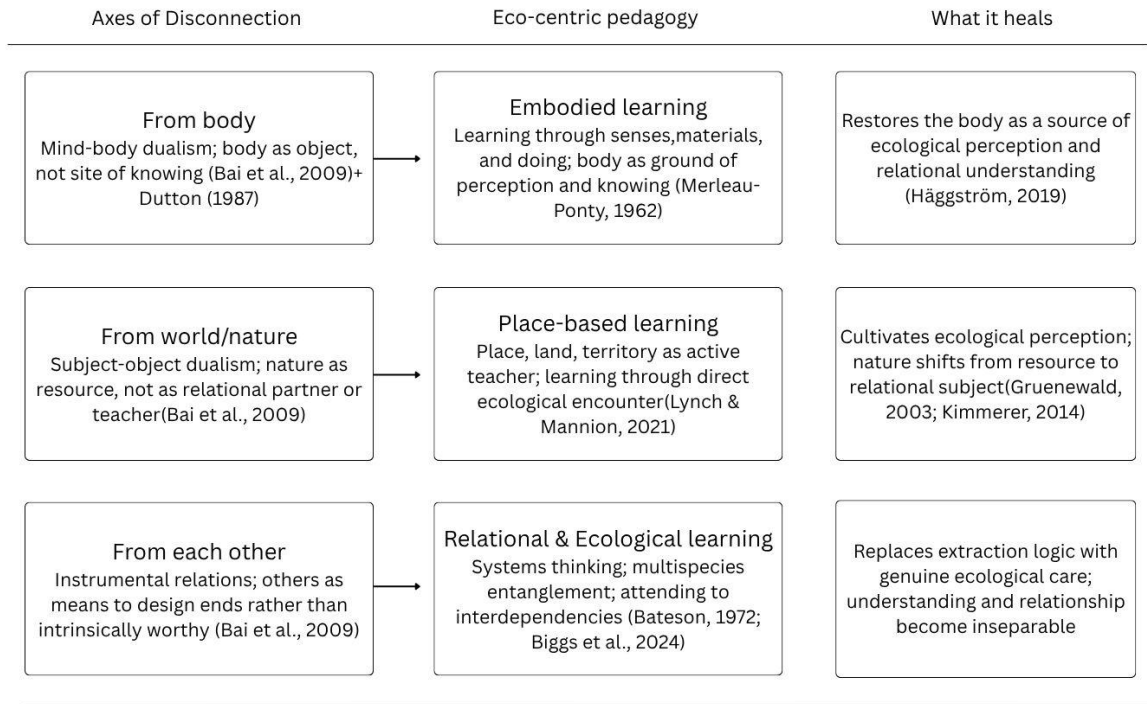 Axes of Disconnection
Eco-centric pedagogy
What it heals
From body
Mind-body dualism; body as object,
not site of knowing (Bai et al., 2009)+
Dutton (1987)
Embodied learning
Learning through senses,materials,
and doing; body as ground of
perception and knowing (Merleau-
Ponty, 1962)
Restores the body as a source of
ecological perception and
relational understanding
(Häggström, 2019)
From world/nature
Subject-object dualism; nature as
resource, not as relational partner or
teacher(Bai et al., 2009)
Place-based learning
Place, land, territory as active
teacher; learning through direct
ecological encounter(Lynch &
Mannion, 2021)
Cultivates ecological perception;
nature shifts from resource to
relational subject(Gruenewald,
2003; Kimmerer, 2014)
From each other
Instrumental relations; others as
means to design ends rather than
intrinsically worthy (Bai et al., 2009)
Relational & Ecological learning
Systems thinking; multispecies
entanglement; attending to
interdependencies (Bateson, 1972;
Biggs et al., 2024)
Replaces extraction logic with
genuine ecological care;
understanding and relationship
become inseparable